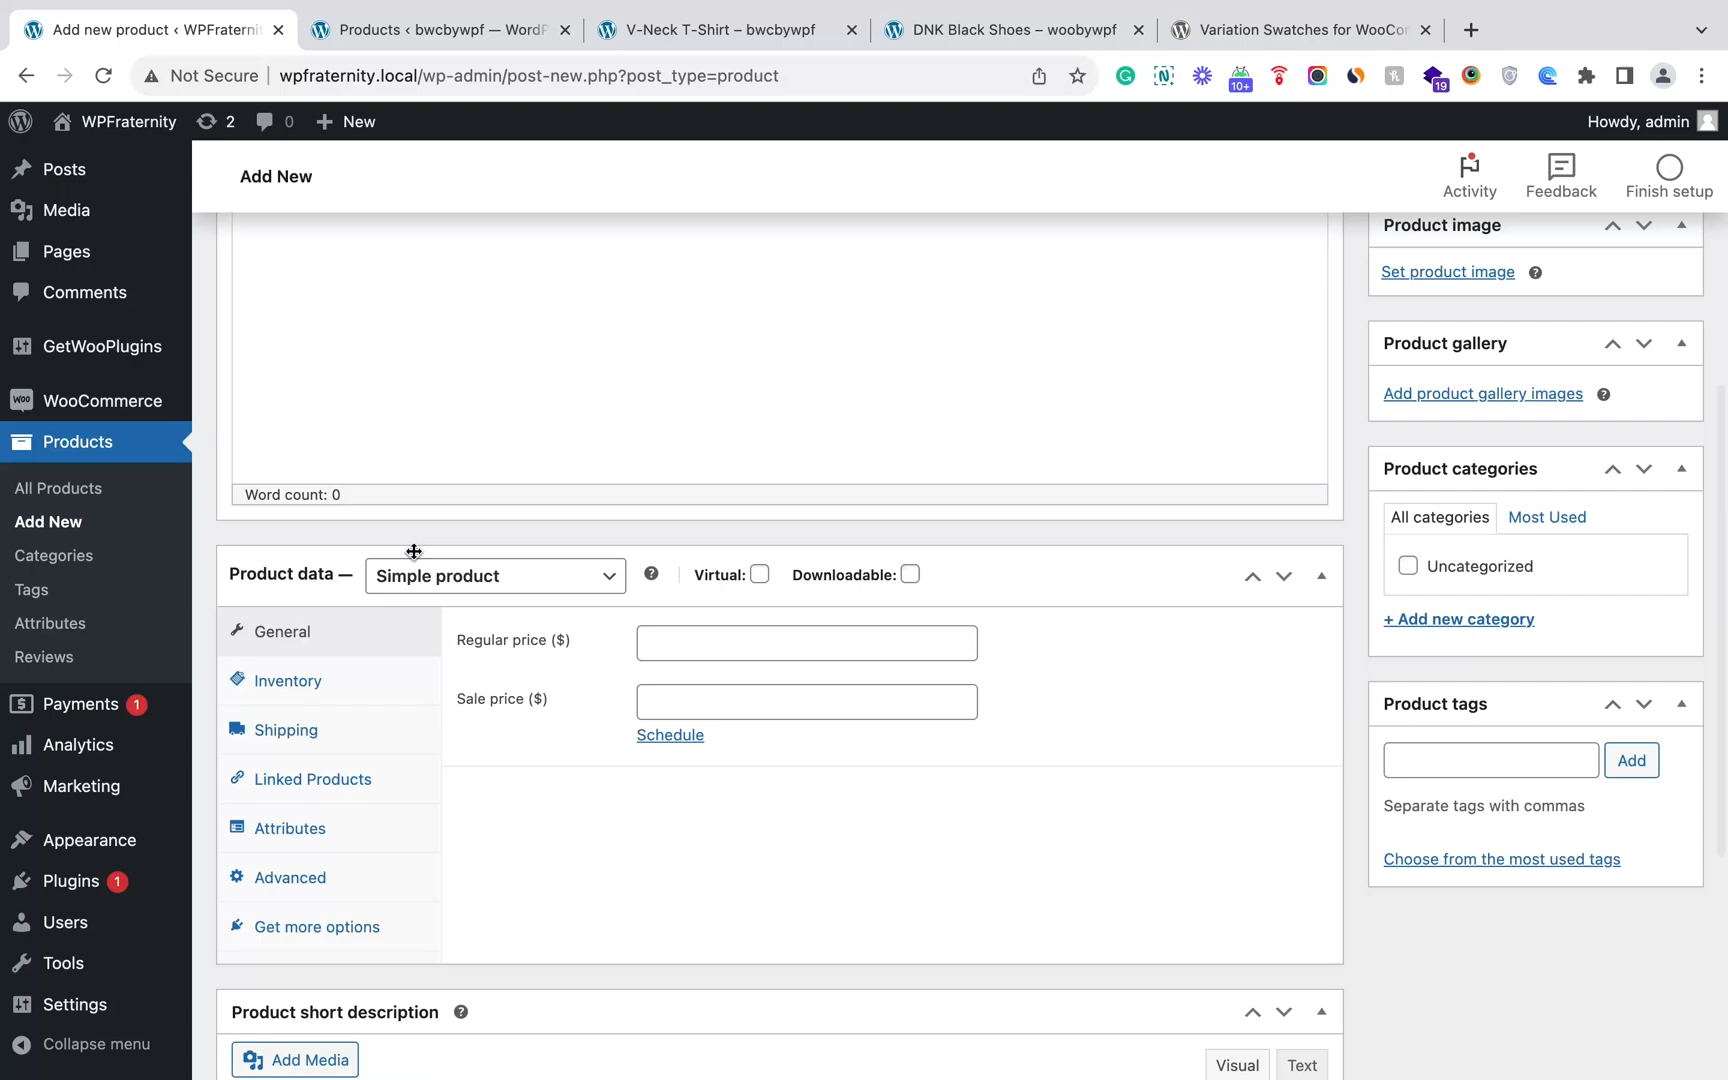 Add new product ‹ WPFraternit
Products ‹ bwcbywpf — WordP
V-Neck T-Shirt – bwcbywpf
DNK Black Shoes – woobywpf
Variation Swatches for WooCor
Not Secure
wpfraternity.local/wp-admin/post-new.php?post_type=product
10+
19
WPFraternity
2
0
New
Howdy, admin
Posts
Media
Pages
Comments
GetWooPlugins
WooCommerce
Products
All Products
Add New
Categories
Tags
Attributes
Reviews
Payments 1
Analytics
Marketing
Appearance
Plugins 1
Users
Tools
Settings
Collapse menu
Add New
Activity
Feedback
Finish setup
Word count: 0
Product data —
Simple product
Virtual:
Downloadable:
General
Inventory
Shipping
Linked Products
Attributes
Advanced
Get more options
Regular price ($)
Sale price ($)
Schedule
Product short description
Add Media
Visual
Text
Product image
Set product image
Product gallery
Add product gallery images
Product categories
All categories
Most Used
Uncategorized
+ Add new category
Product tags
Add
Separate tags with commas
Choose from the most used tags